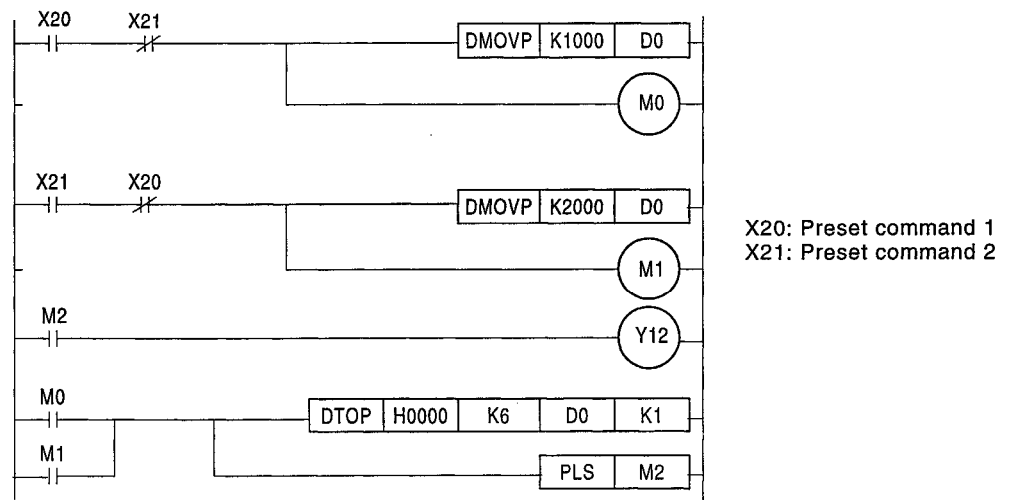 X20 X21
DMOVP K1000 D0
M0
X21 X20
DMOVP K2000 D0
M1
X20: Preset command 1
X21: Preset command 2
M2
Y12
M0
DTOP H0000 K6 D0 K1
M1
PLS M2